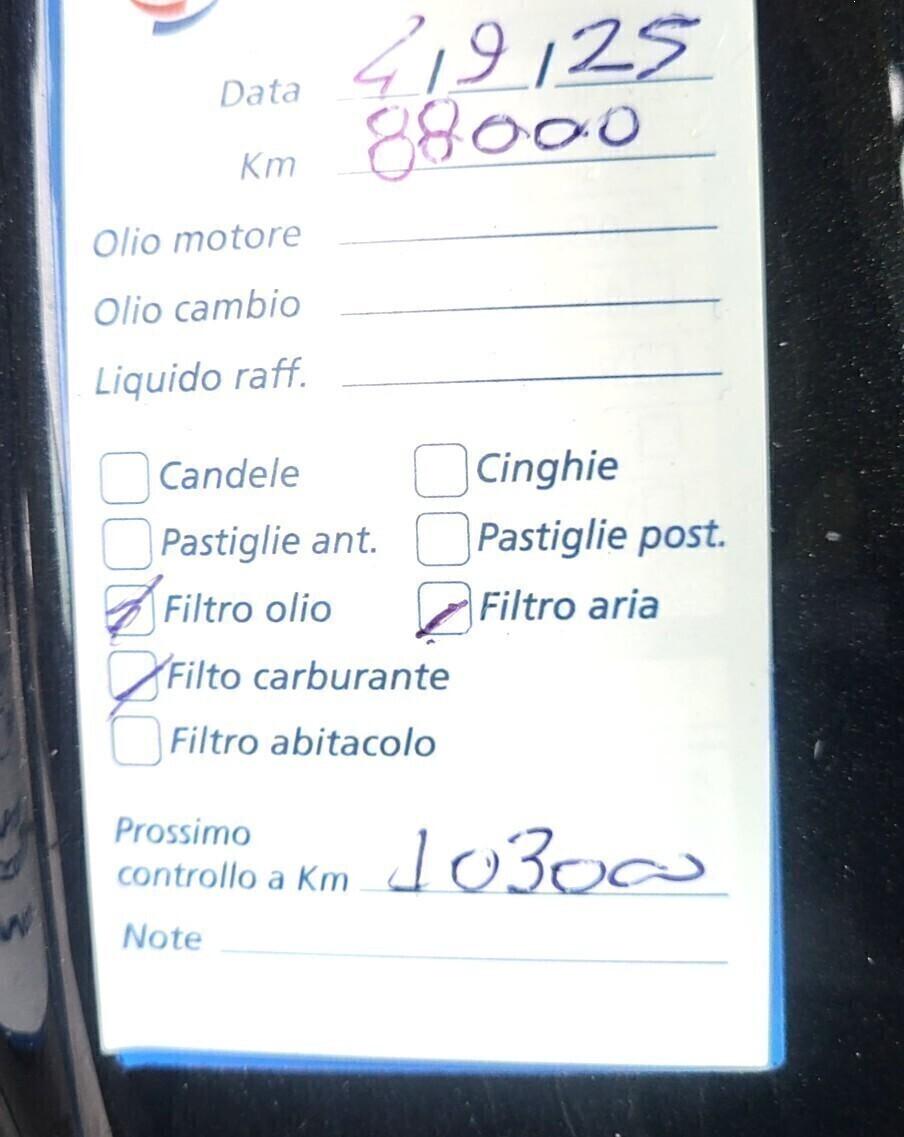 Data 4/9/25
Km 88000
Olio motore
Olio cambio
Liquido raff.
Candele Cinghie
Pastiglie ant. Pastiglie post.
Filtro olio Filtro aria
Filto carburante
Filtro abitacolo
Prossimo
controllo a Km 103000
Note